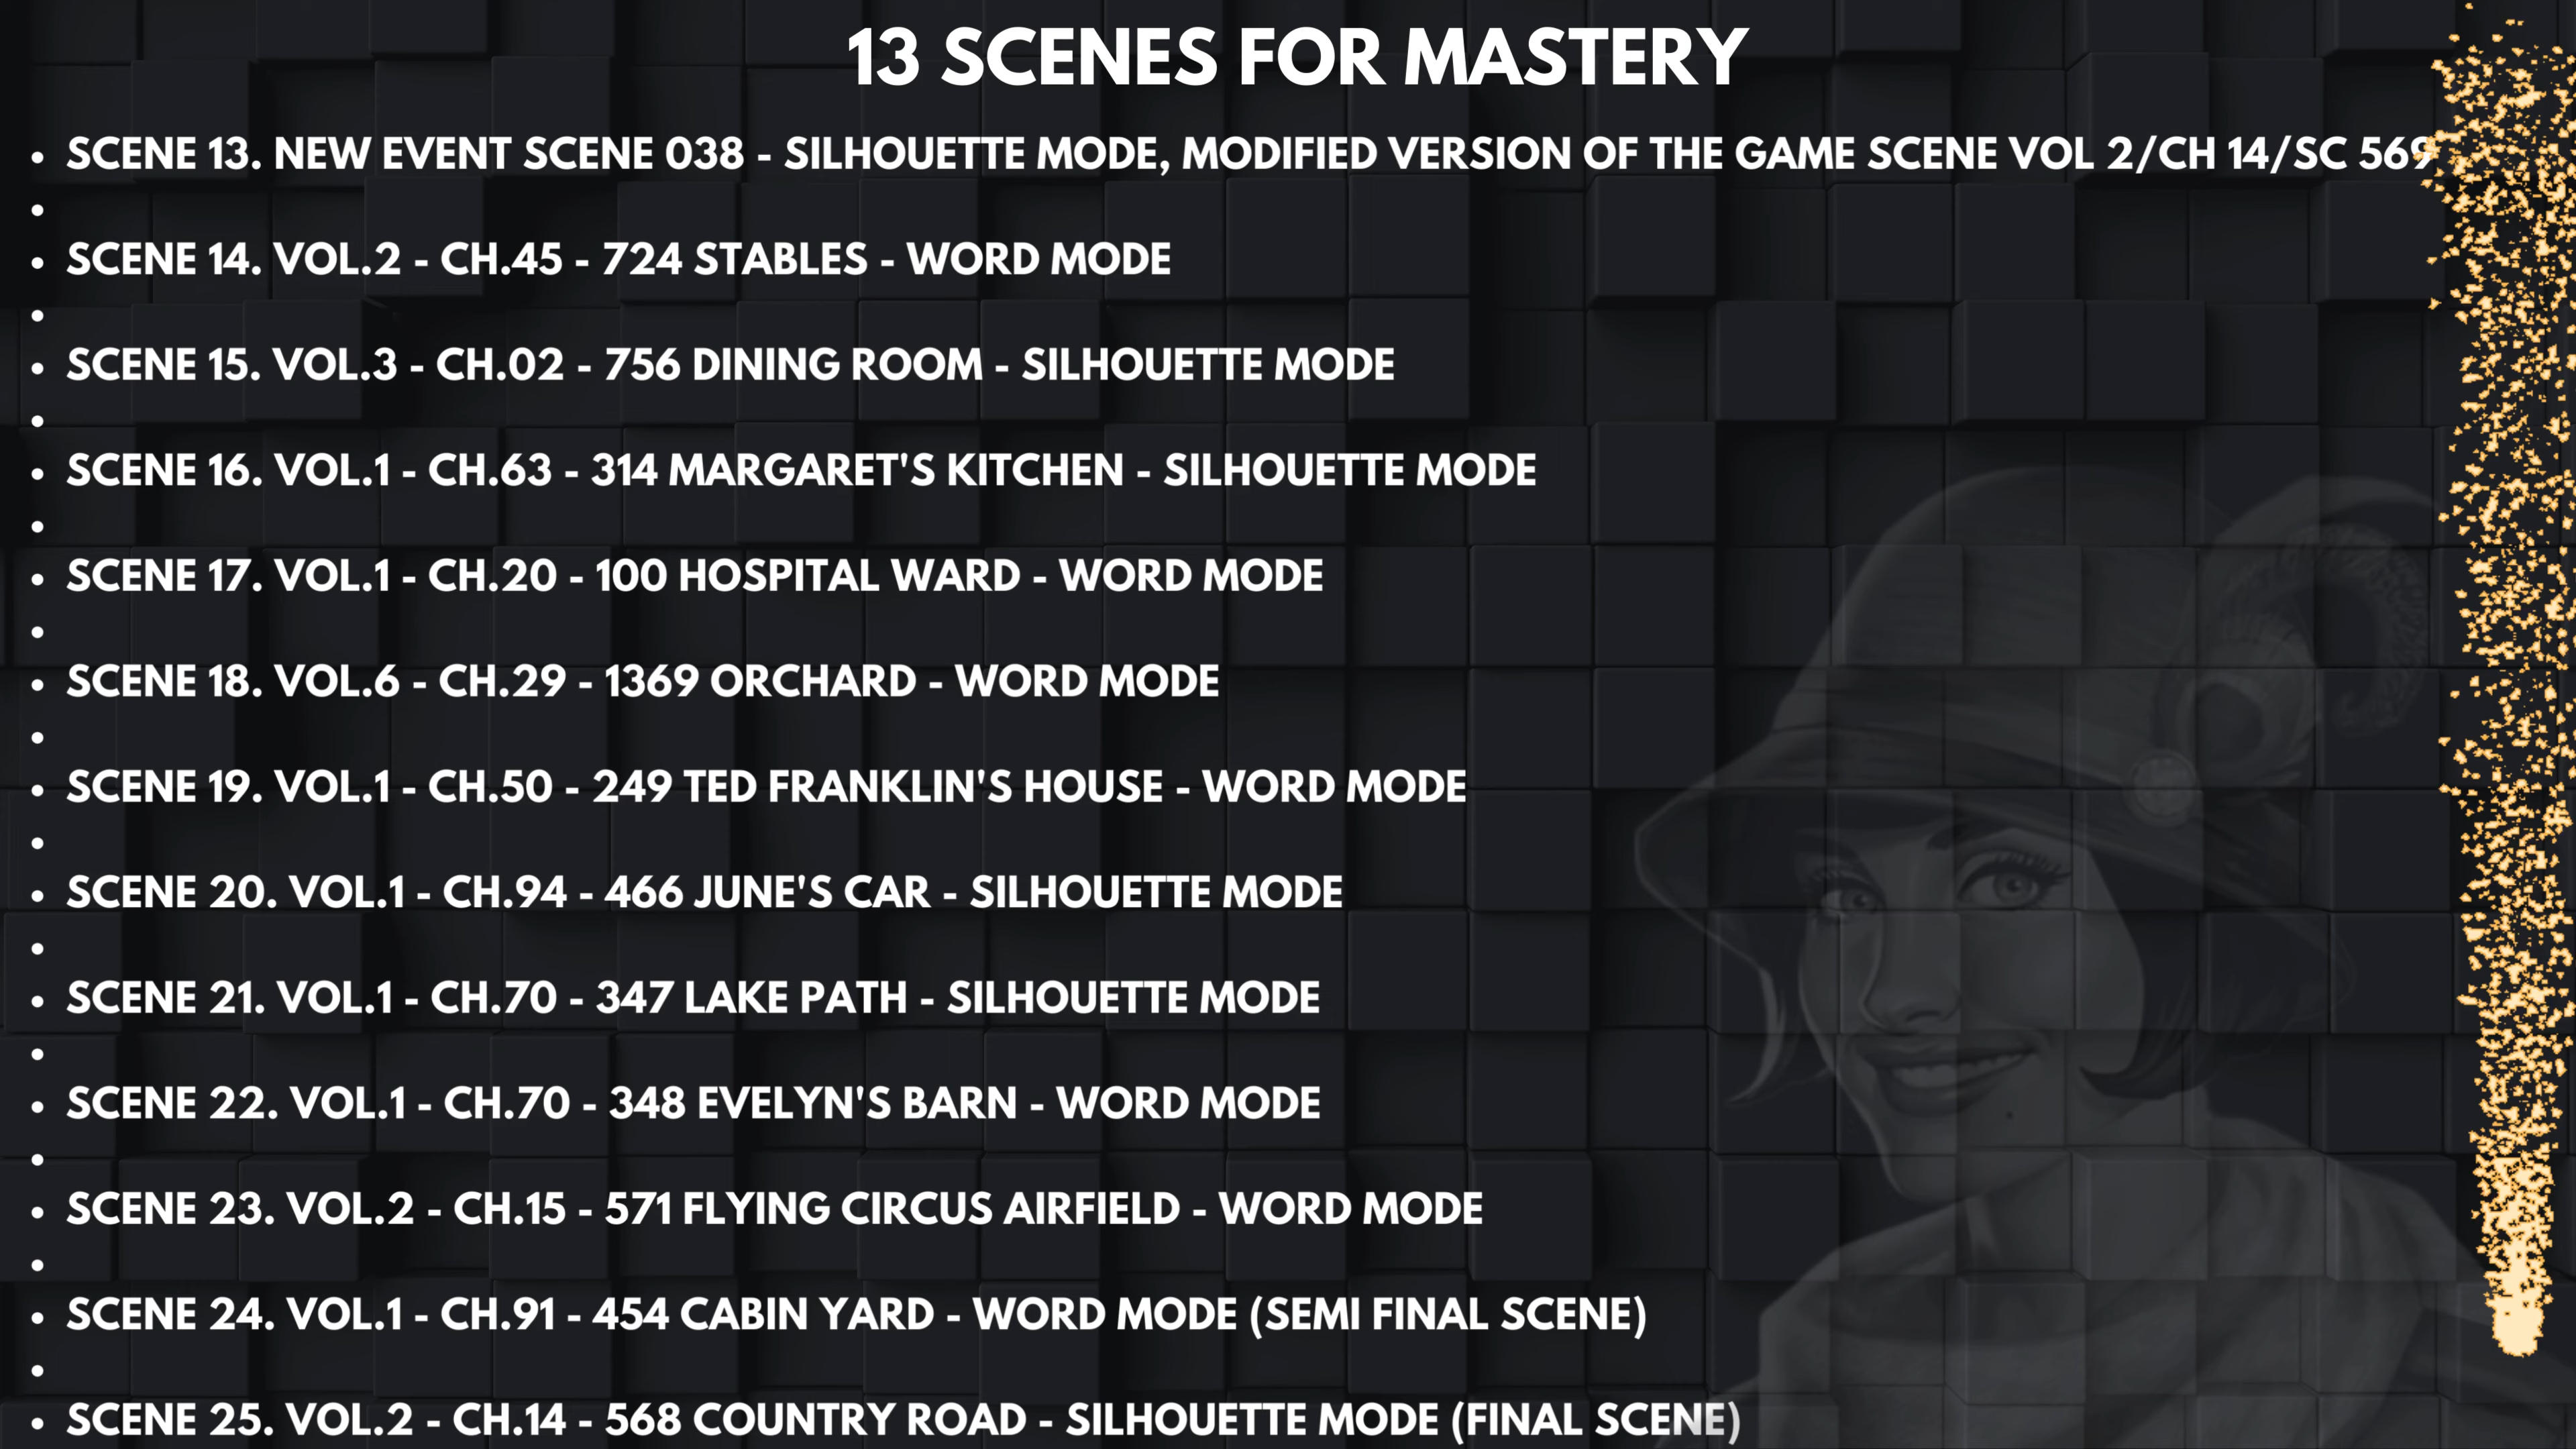 13 SCENES FOR MASTERY
• SCENE 13. NEW EVENT SCENE 038 - SILHOUETTE MODE, MODIFIED VERSION OF THE GAME SCENE VOL 2/CH 14/SC 569
•
• SCENE 14. VOL.2 - CH.45 - 724 STABLES - WORD MODE
•
• SCENE 15. VOL.3 - CH.02 - 756 DINING ROOM - SILHOUETTE MODE
•
• SCENE 16. VOL.1 - CH.63 - 314 MARGARET'S KITCHEN - SILHOUETTE MODE
•
• SCENE 17. VOL.1 - CH.20 - 100 HOSPITAL WARD - WORD MODE
•
• SCENE 18. VOL.6 - CH.29 - 1369 ORCHARD - WORD MODE
•
• SCENE 19. VOL.1 - CH.50 - 249 TED FRANKLIN'S HOUSE - WORD MODE
•
• SCENE 20. VOL.1 - CH.94 - 466 JUNE'S CAR - SILHOUETTE MODE
•
• SCENE 21. VOL.1 - CH.70 - 347 LAKE PATH - SILHOUETTE MODE
•
• SCENE 22. VOL.1 - CH.70 - 348 EVELYN'S BARN - WORD MODE
•
• SCENE 23. VOL.2 - CH.15 - 571 FLYING CIRCUS AIRFIELD - WORD MODE
•
• SCENE 24. VOL.1 - CH.91 - 454 CABIN YARD - WORD MODE (SEMI FINAL SCENE)
•
• SCENE 25. VOL.2 - CH.14 - 568 COUNTRY ROAD - SILHOUETTE MODE (FINAL SCENE)